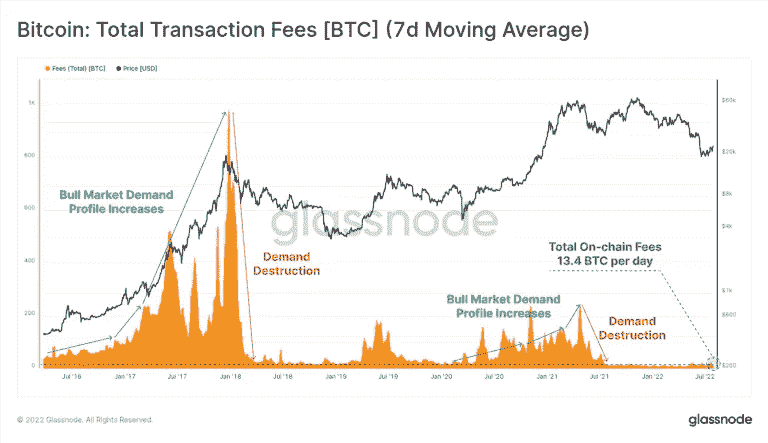 Bitcoin: Total Transaction Fees [BTC] (7d Moving Average)
Fees (Total) [BTC] Price [USD]
1K
800
600
400
200
0
$60k
$20k
$8k
$4k
$600
$200
Bull Market Demand
Profile Increases
Demand
Destruction
glassnode
Total On-chain Fees
13.4 BTC per day
Bull Market Demand
Profile Increases
Demand
Destruction
Jul '16 Jan '17 Jul '17 Jan '18 Jul '18 Jan '19 Jul '19 Jan '20 Jul '20 Jan '21 Jul '21 Jan '22 Jul '22
© 2022 Glassnode. All Rights Reserved.
glassnode